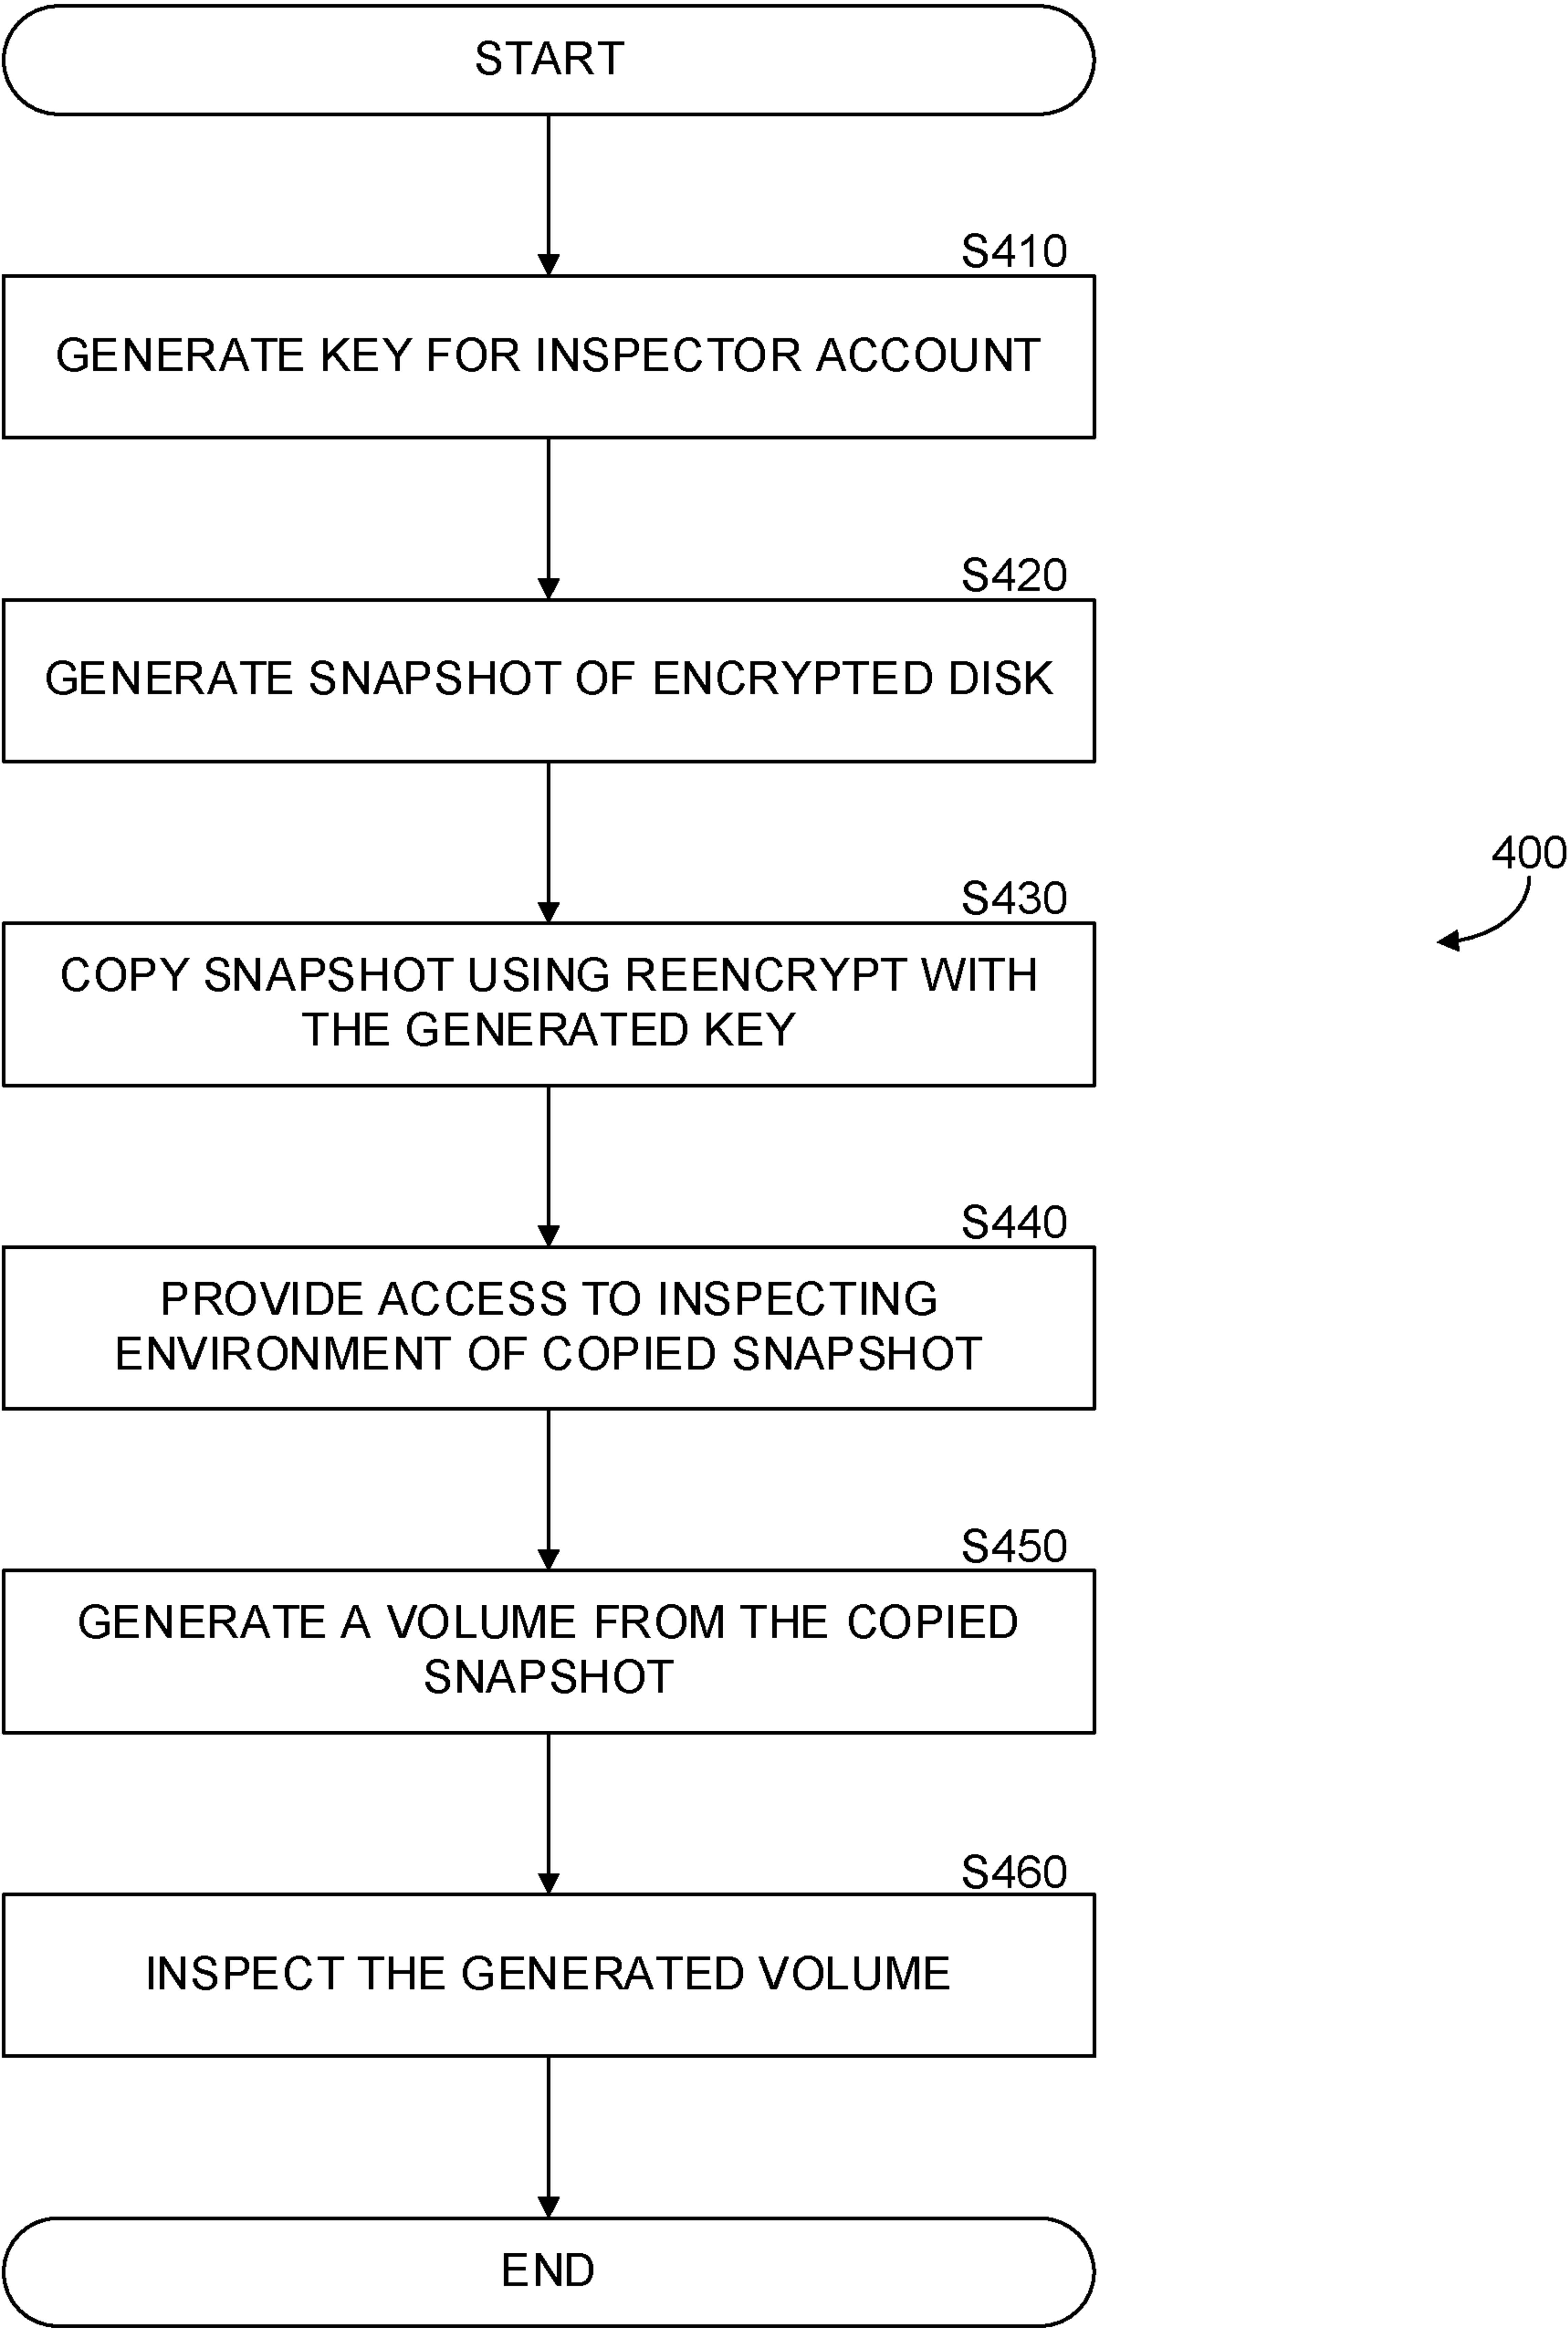 START
S410
GENERATE KEY FOR INSPECTOR ACCOUNT
S420
GENERATE SNAPSHOT OF ENCRYPTED DISK
400
S430
COPY SNAPSHOT USING REENCRYPT WITH
THE GENERATED KEY
S440
PROVIDE ACCESS TO INSPECTING
ENVIRONMENT OF COPIED SNAPSHOT
S450
GENERATE A VOLUME FROM THE COPIED
SNAPSHOT
S460
INSPECT THE GENERATED VOLUME
END